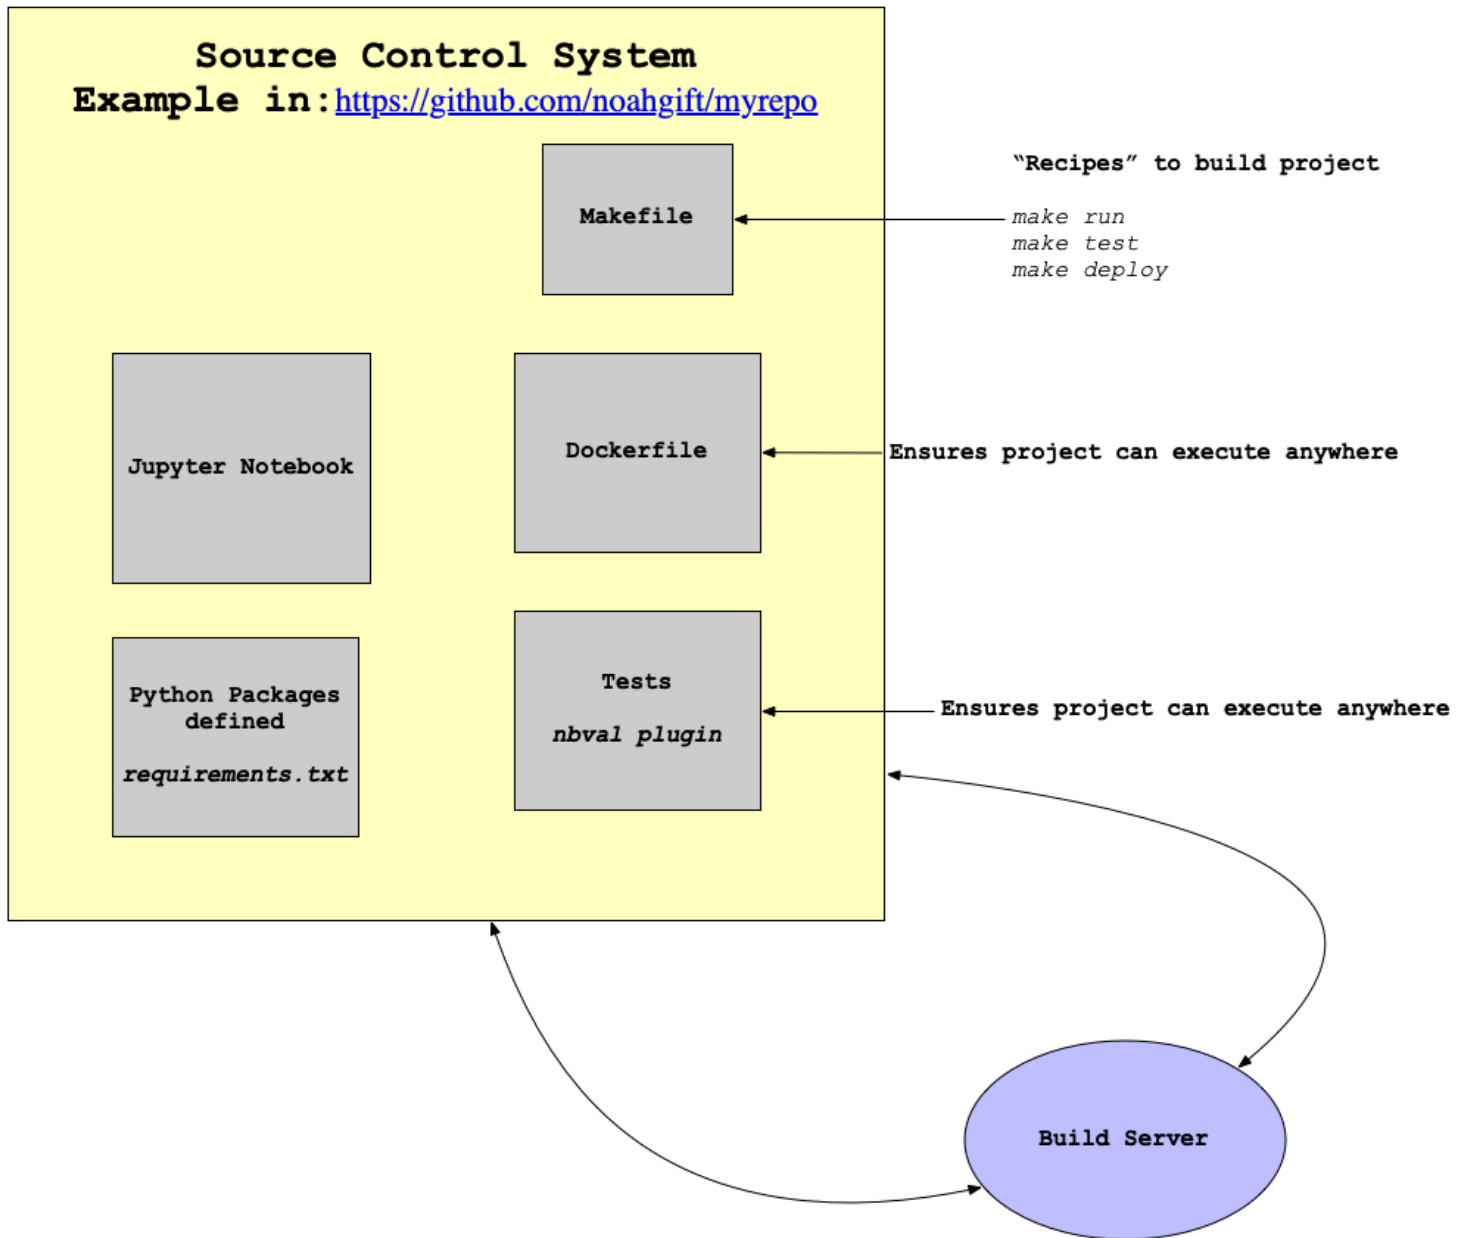 Source Control System
Example in:https://github.com/noahgift/myrepo
Makefile
“Recipes” to build project
make run
make test
make deploy
Jupyter Notebook
Dockerfile
Ensures project can execute anywhere
Python Packages
defined
requirements.txt
Tests
nbval plugin
Ensures project can execute anywhere
Build Server